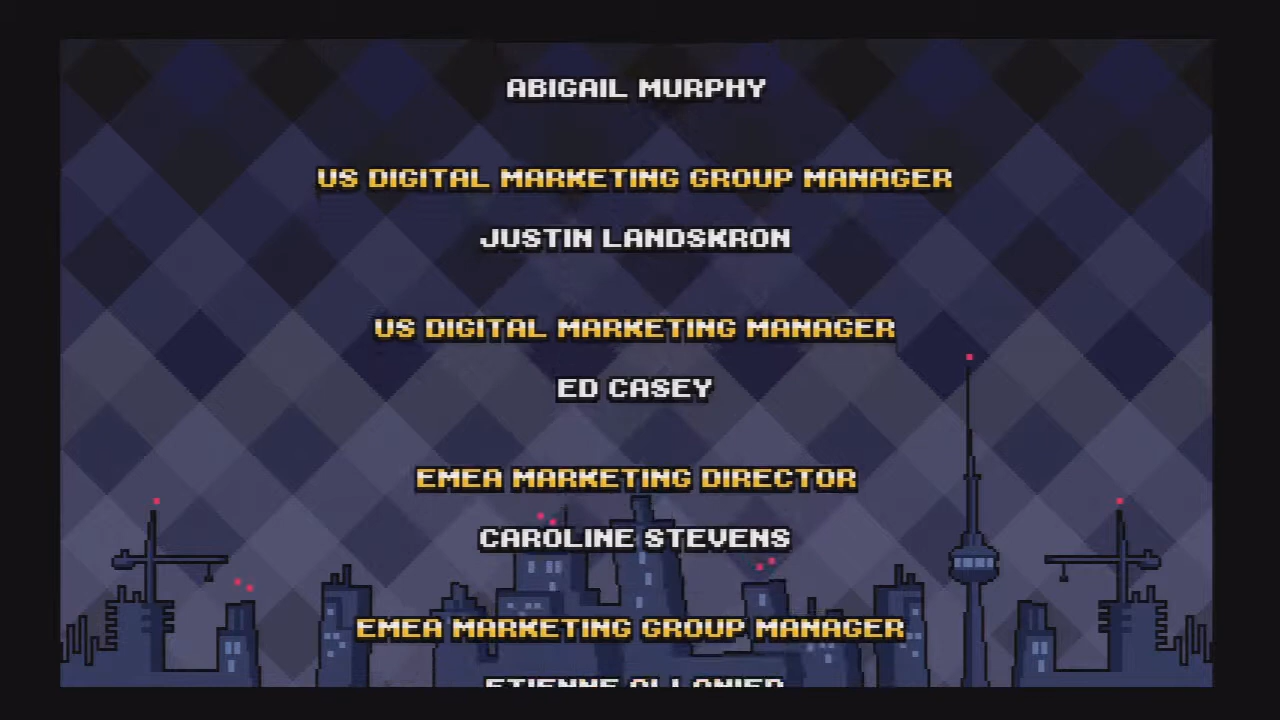 ABIGAIL MURPHY
US DIGITAL MARKETING GROUP MANAGER
JUSTIN LANDSKRON
US DIGITAL MARKETING MANAGER
ED CASEY
EMEA MARKETING DIRECTOR
CAROLINE STEVENS
EMEA MARKETING GROUP MANAGER
ETIENNE